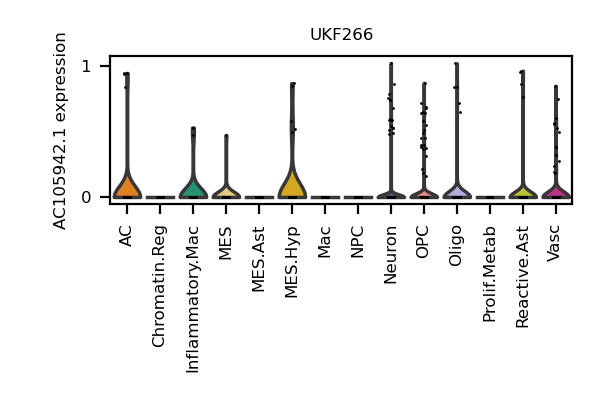 UKF266
AC105942.1 expression
1
0
AC
Chromatin.Reg
Inflammatory.Mac
MES
MES.Ast
MES.Hyp
Mac
NPC
Neuron
OPC
Oligo
Prolif.Metab
Reactive.Ast
Vasc